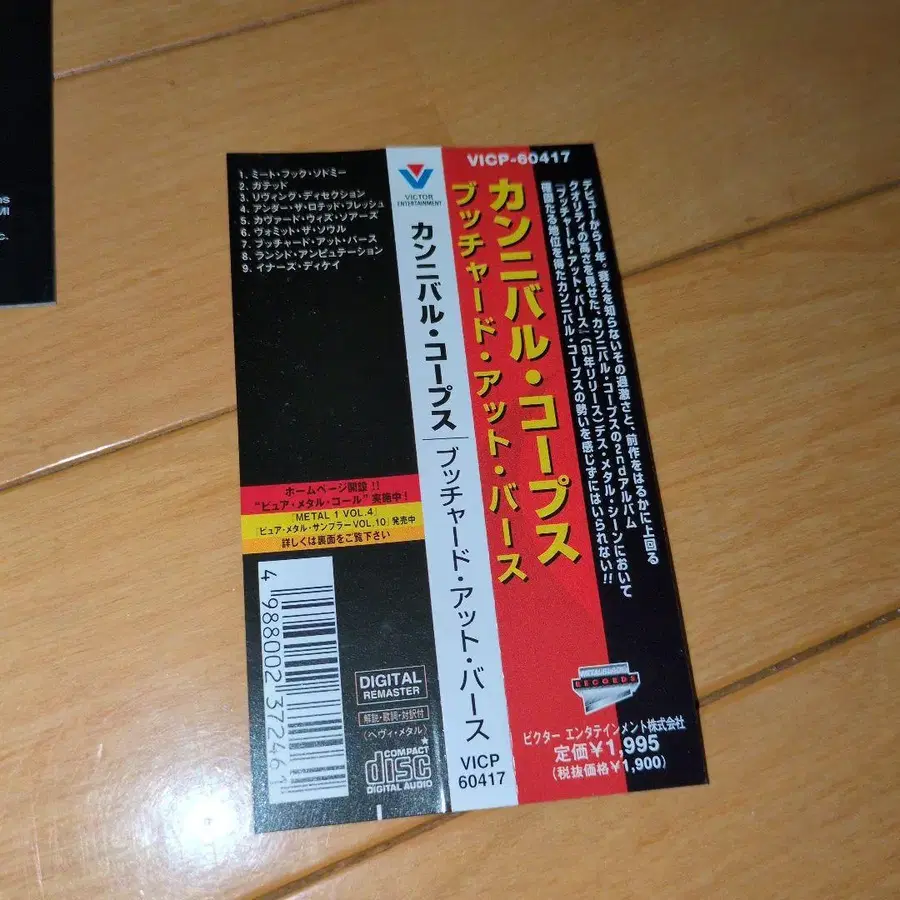 as
MI
C.
1. ミート・フック・ソドミー
2. ガテッド
3. リヴィング・ディセクション
4. アンダー・ザ・ロテッド・フレッシュ
5. カヴァード・ウィズ・ソアーズ
6. ヴォミット・ザ・ソウル
7. ブッチャード・アット・バース
8. ランシド・アンピュテーション
9. イナーズ・ディケイ
ホームページ開設!!
“ピュア・メタル・コール”実施中!
「METAL 1 VOL.4」
「ピュア・メタル・サンプラー VOL.10」発売中
詳しくは裏面をご覧下さい
4 988002 372461
DIGITAL
REMASTER
解説・歌詞・対訳付
(ヘヴィ・メタル)
COMPACT
disc
DIGITAL AUDIO
VICTOR
ENTERTAINMENT
カンニバル・コープス
ブッチャード・アット・バース
VICP
60417
VICP-60417
カンニバル・コープス
ブッチャード・アット・バース
デビューから1年。衰えを知らないその過激さと、前作をはるかに上回る
クオリティの高さを見せた、カンニバル・コープスの2ndアルバム
『ブッチャード・アット・バース』(91年リリース)デス・メタル・シーンにおいて
確固たる地位を得たカンニバル・コープスの勢いを感じずにはいられない!!
METAL BLADE
RECORDS
ビクター エンタテインメント株式会社
定価¥1,995
(税抜価格¥1,900)